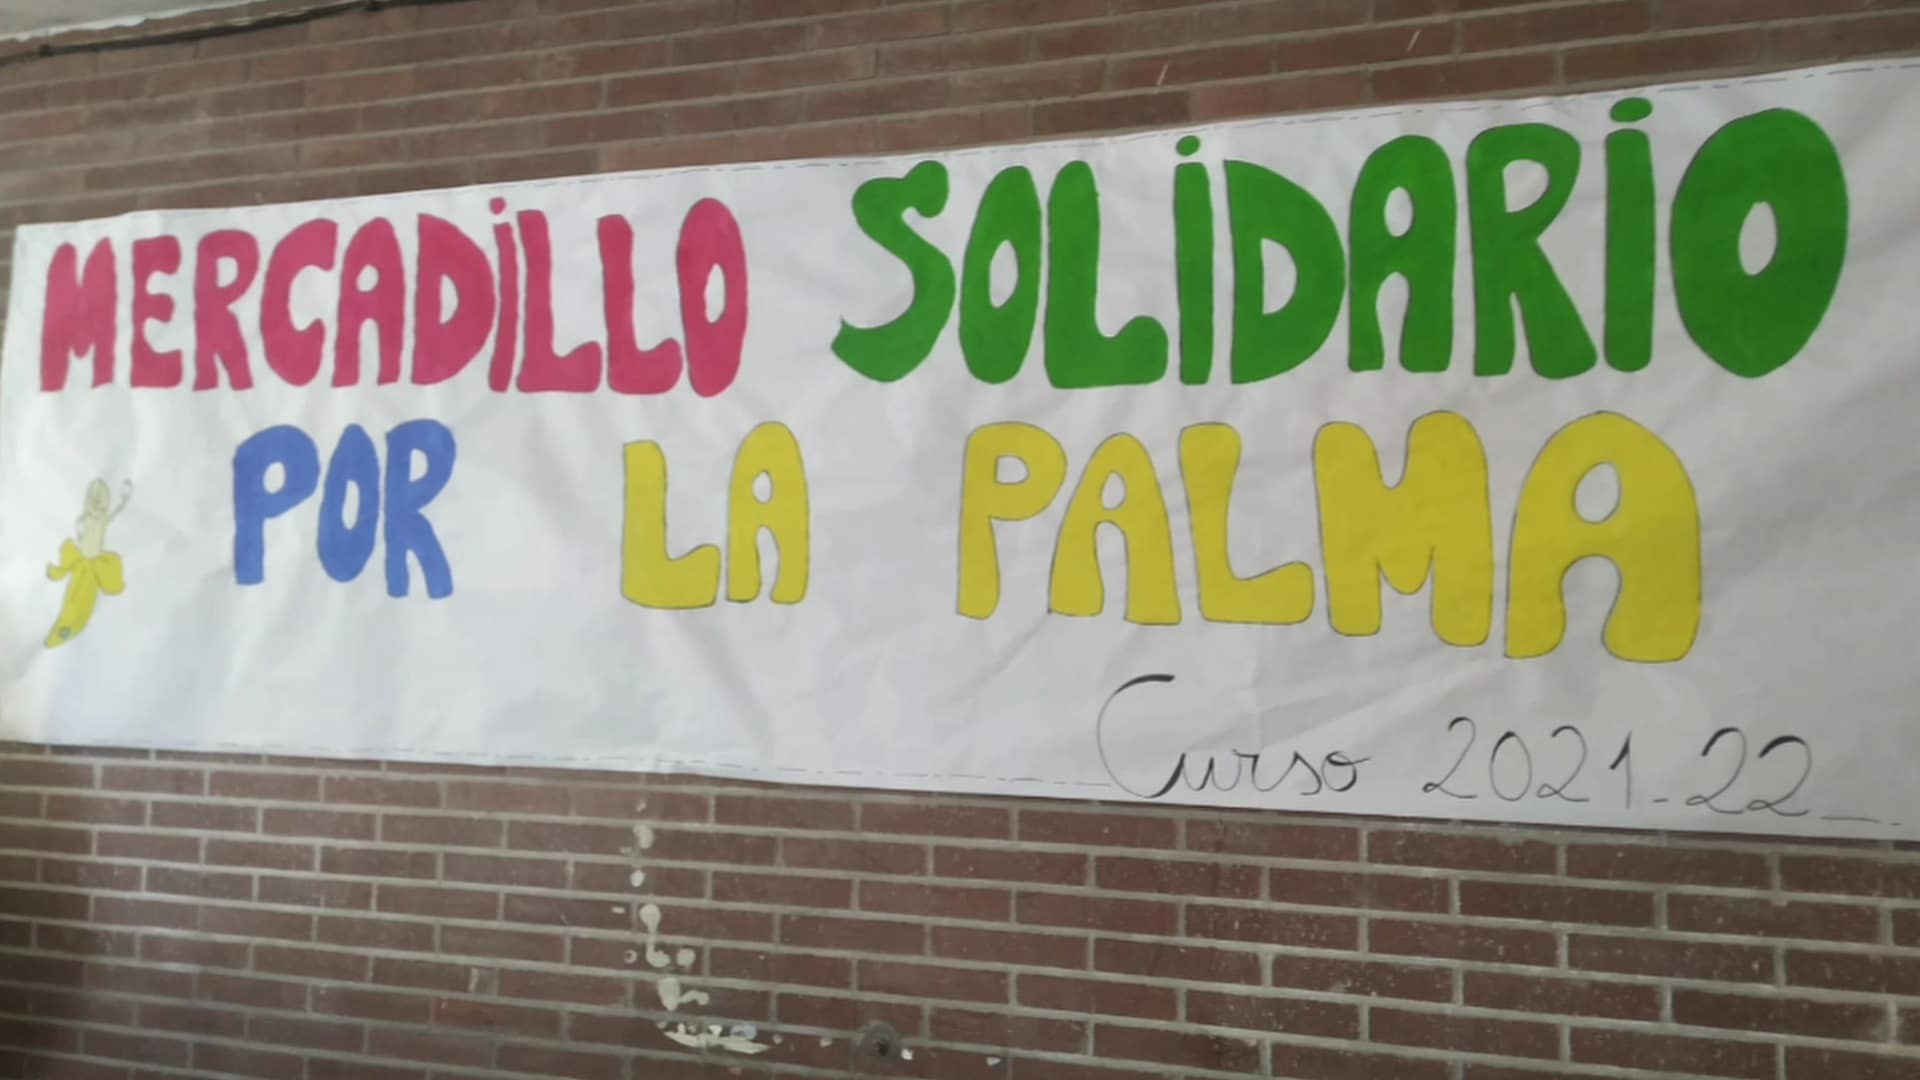 MERCADILLO SOLIDARIO
POR LA PALMA
Curso 2021-22